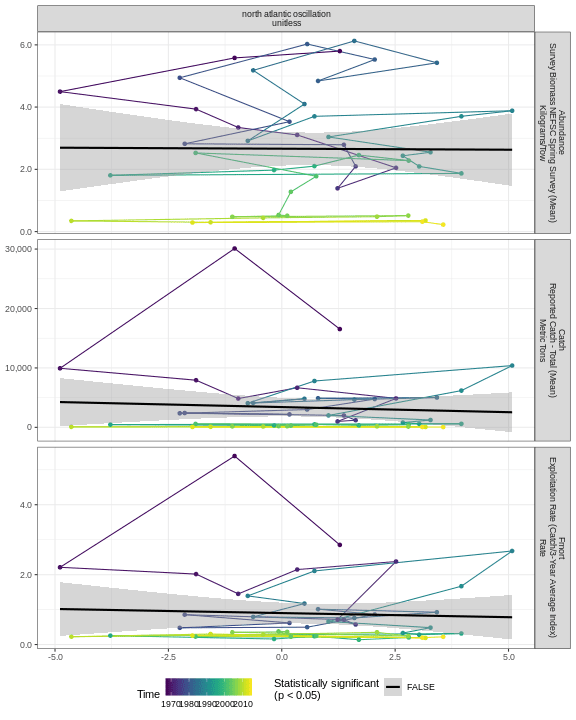 north atlantic oscillation
unitless
6.0
4.0
2.0
0.0
Abundance
Survey Biomass NEFSC Spring Survey (Mean)
Kilograms/Tow
30,000
20,000
10,000
0
Catch
Reported Catch - Total (Mean)
Metric Tons
4.0
2.0
0.0
Fmort
Exploitation Rate (Catch/3-Year Average Index)
Rate
-5.0
-2.5
0.0
2.5
5.0
Time
1970 1980 1990 2000 2010
Statistically significant
(p < 0.05)
FALSE